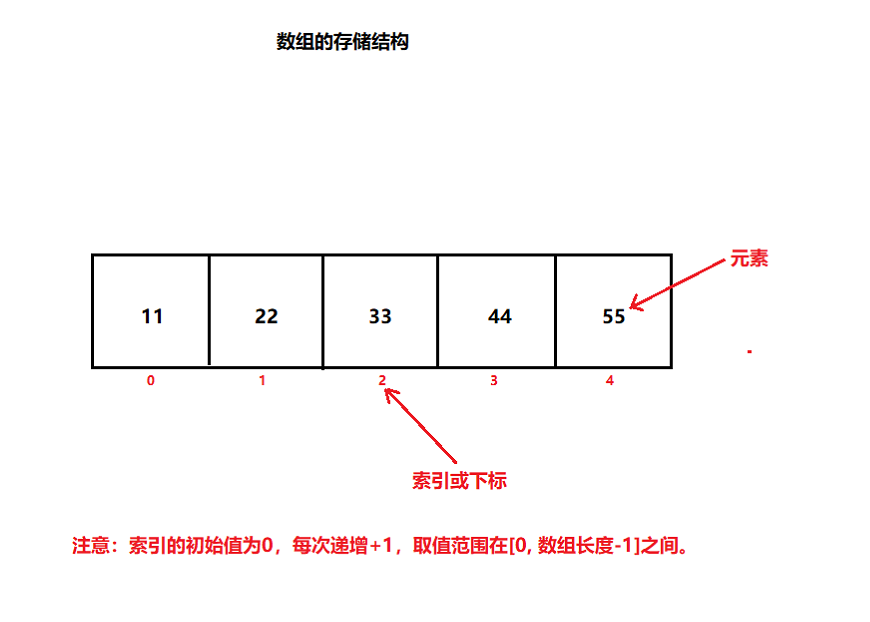 数组的存储结构
元素
11 22 33 44 55
0 1 2 3 4
索引或下标
注意：索引的初始值为0，每次递增+1，取值范围在[0, 数组长度-1]之间。